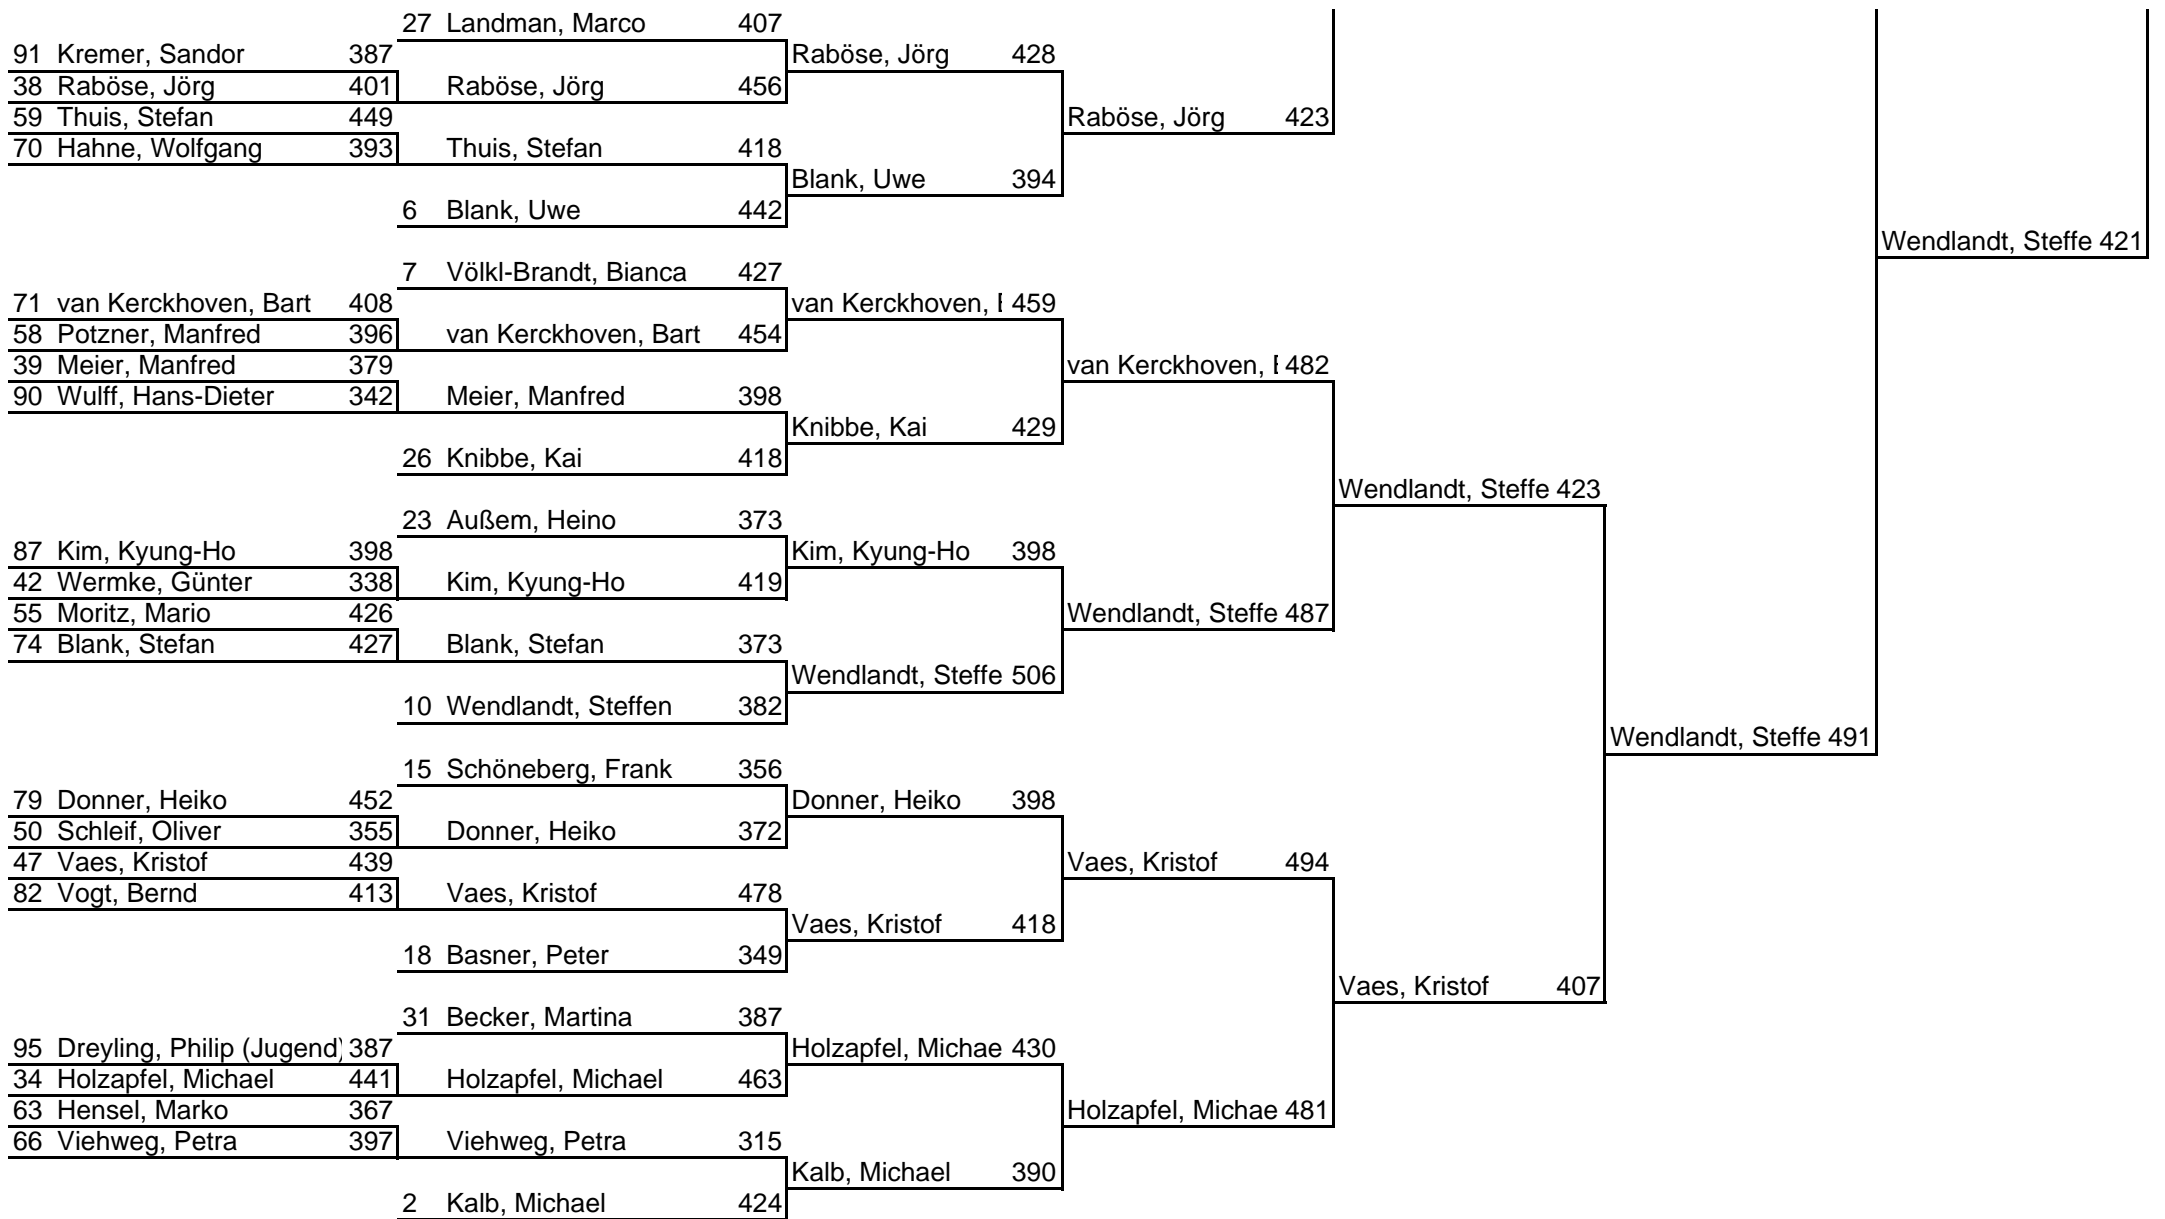 27 Landman, Marco 407
91 Kremer, Sandor 387 Raböse, Jörg 428
38 Raböse, Jörg 401 Raböse, Jörg 456
59 Thuis, Stefan 449 Raböse, Jörg 423
70 Hahne, Wolfgang 393 Thuis, Stefan 418
Blank, Uwe 394
6 Blank, Uwe 442
Wendlandt, Steffe 421
7 Völkl-Brandt, Bianca 427
71 van Kerckhoven, Bart 408 van Kerckhoven, 459
58 Potzner, Manfred 396 van Kerckhoven, Bart 454
39 Meier, Manfred 379 van Kerckhoven, 482
90 Wulff, Hans-Dieter 342 Meier, Manfred 398
Knibbe, Kai 429
26 Knibbe, Kai 418
Wendlandt, Steffe 423
23 Außem, Heino 373
87 Kim, Kyung-Ho 398 Kim, Kyung-Ho 398
42 Wermke, Günter 338 Kim, Kyung-Ho 419
55 Moritz, Mario 426 Wendlandt, Steffe 487
74 Blank, Stefan 427 Blank, Stefan 373
Wendlandt, Steffe 506
10 Wendlandt, Steffen 382
Wendlandt, Steffe 491
15 Schöneberg, Frank 356
79 Donner, Heiko 452 Donner, Heiko 398
50 Schleif, Oliver 355 Donner, Heiko 372
47 Vaes, Kristof 439 Vaes, Kristof 494
82 Vogt, Bernd 413 Vaes, Kristof 478
Vaes, Kristof 418
18 Basner, Peter 349
Vaes, Kristof 407
31 Becker, Martina 387
95 Dreyling, Philip (Jugend) 387 Holzapfel, Michae 430
34 Holzapfel, Michael 441 Holzapfel, Michael 463
63 Hensel, Marko 367 Holzapfel, Michae 481
66 Viehweg, Petra 397 Viehweg, Petra 315
Kalb, Michael 390
2 Kalb, Michael 424